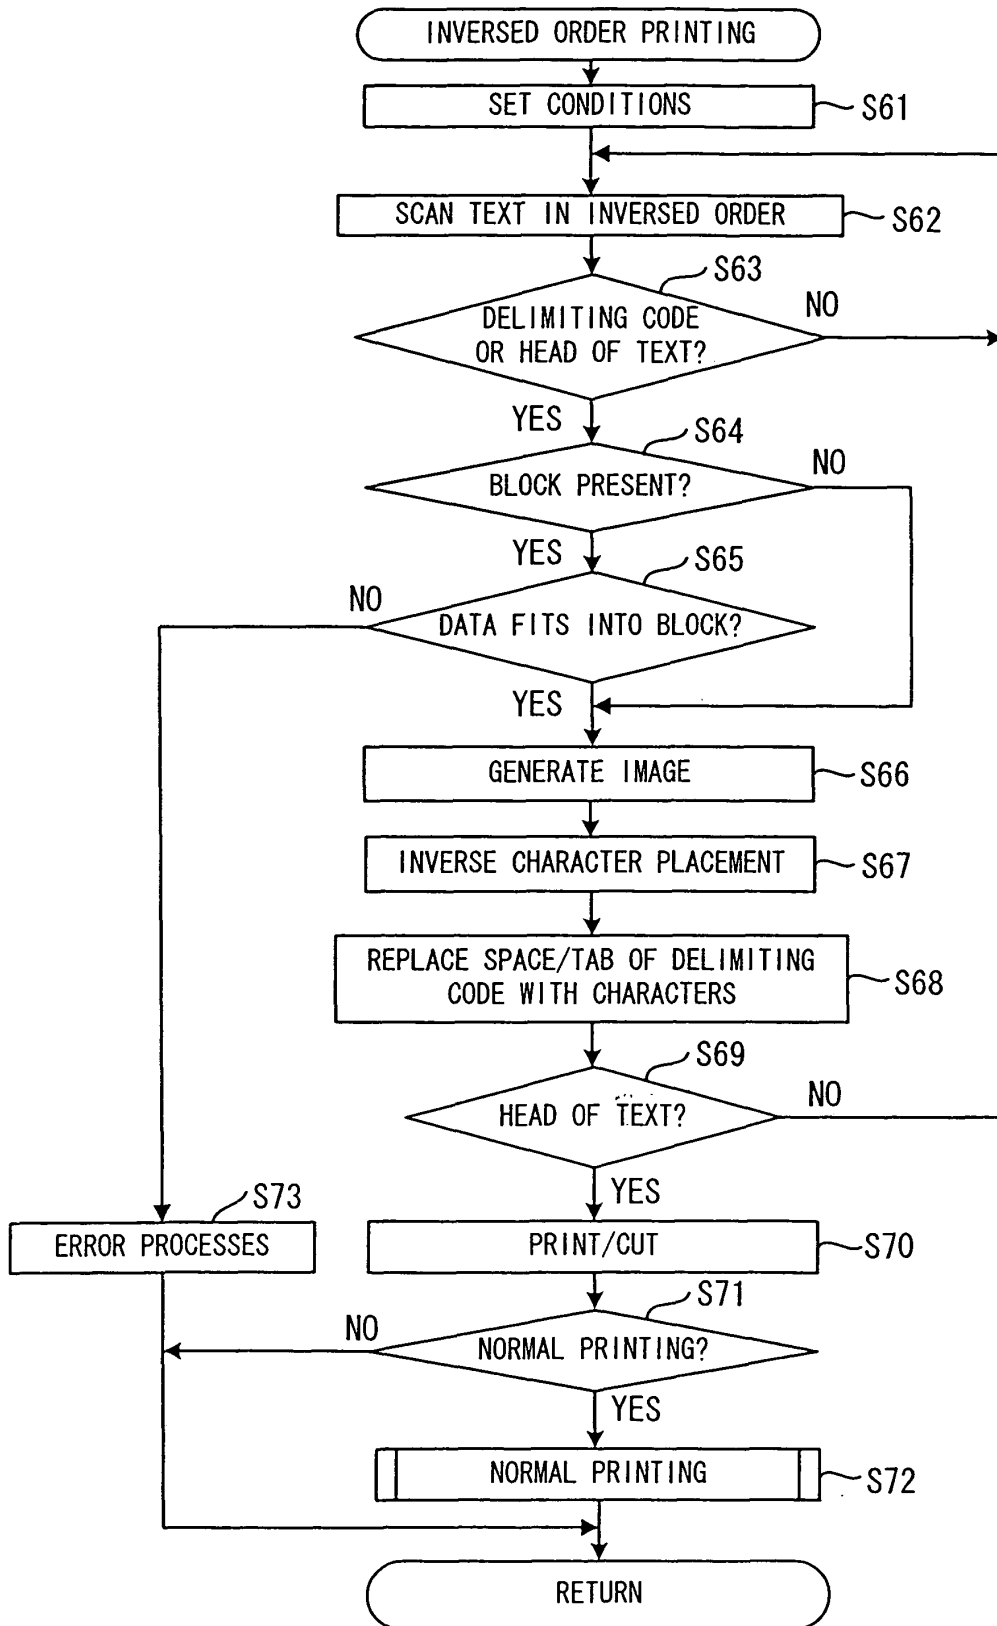 INVERSED ORDER PRINTING
SET CONDITIONS
S61
SCAN TEXT IN INVERSED ORDER
S62
S63
DELIMITING CODE
OR HEAD OF TEXT?
NO
YES
S64
BLOCK PRESENT?
NO
YES
S65
NO
DATA FITS INTO BLOCK?
YES
GENERATE IMAGE
S66
INVERSE CHARACTER PLACEMENT
S67
REPLACE SPACE/TAB OF DELIMITING
CODE WITH CHARACTERS
S68
S69
HEAD OF TEXT?
NO
YES
S73
ERROR PROCESSES
PRINT/CUT
S70
S71
NO
NORMAL PRINTING?
YES
NORMAL PRINTING
S72
RETURN